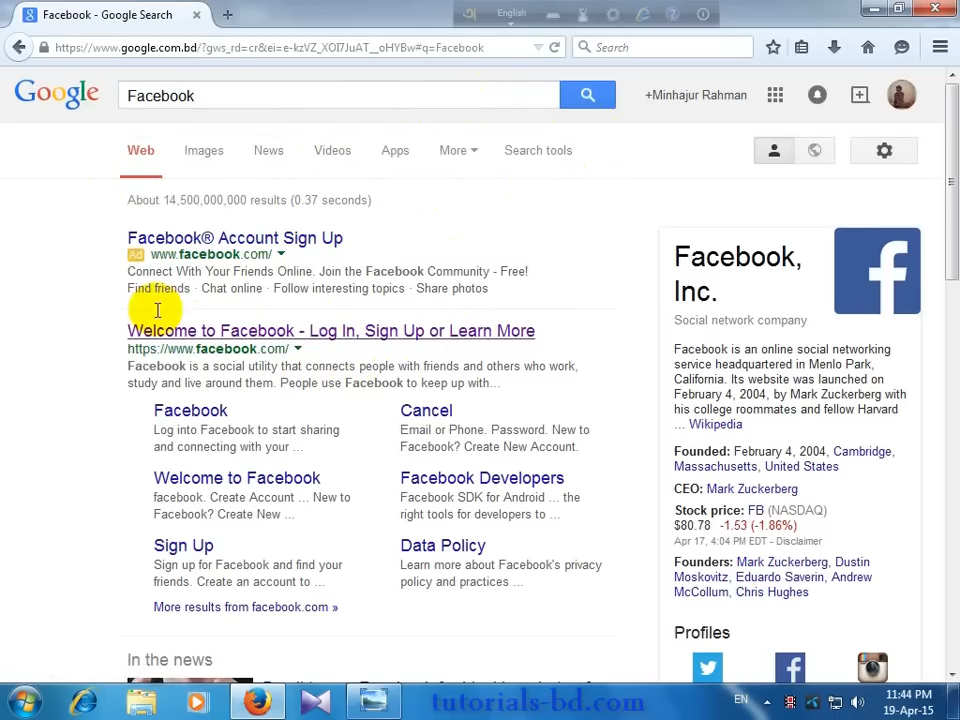 Facebook - Google Search
English
https://www.google.com.bd/?gws_rd=cr&ei=e-kzVZ_XOI7JuAT__oHYBw#q=Facebook
Search
Google
Facebook
+Minhajur Rahman
Web
Images
News
Videos
Apps
More
Search tools
About 14,500,000,000 results (0.37 seconds)
Facebook® Account Sign Up
Ad www.facebook.com/
Connect With Your Friends Online. Join the Facebook Community - Free!
Find friends · Chat online · Follow interesting topics · Share photos
Welcome to Facebook - Log In, Sign Up or Learn More
https://www.facebook.com/
Facebook is a social utility that connects people with friends and others who work,
study and live around them. People use Facebook to keep up with...
Facebook
Log into Facebook to start sharing
and connecting with your ...
Cancel
Email or Phone. Password. New to
Facebook? Create New Account.
Welcome to Facebook
facebook. Create Account ... New to
Facebook? Create New ...
Facebook Developers
Facebook SDK for Android ... the
right tools for developers to ...
Sign Up
Sign up for Facebook and find your
friends. Create an account to ...
Data Policy
Learn more about Facebook's privacy
policy and practices ...
More results from facebook.com »
In the news
Facebook,
Inc.
Social network company
Facebook is an online social networking
service headquartered in Menlo Park,
California. Its website was launched on
February 4, 2004, by Mark Zuckerberg with
his college roommates and fellow Harvard
... Wikipedia
Founded: February 4, 2004, Cambridge,
Massachusetts, United States
CEO: Mark Zuckerberg
Stock price: FB (NASDAQ)
$80.78 -1.53 (-1.86%)
Apr 17, 4:04 PM EDT - Disclaimer
Founders: Mark Zuckerberg, Dustin
Moskovitz, Eduardo Saverin, Andrew
McCollum, Chris Hughes
Profiles
tutorials-bd.com
EN
11:44 PM
19-Apr-15